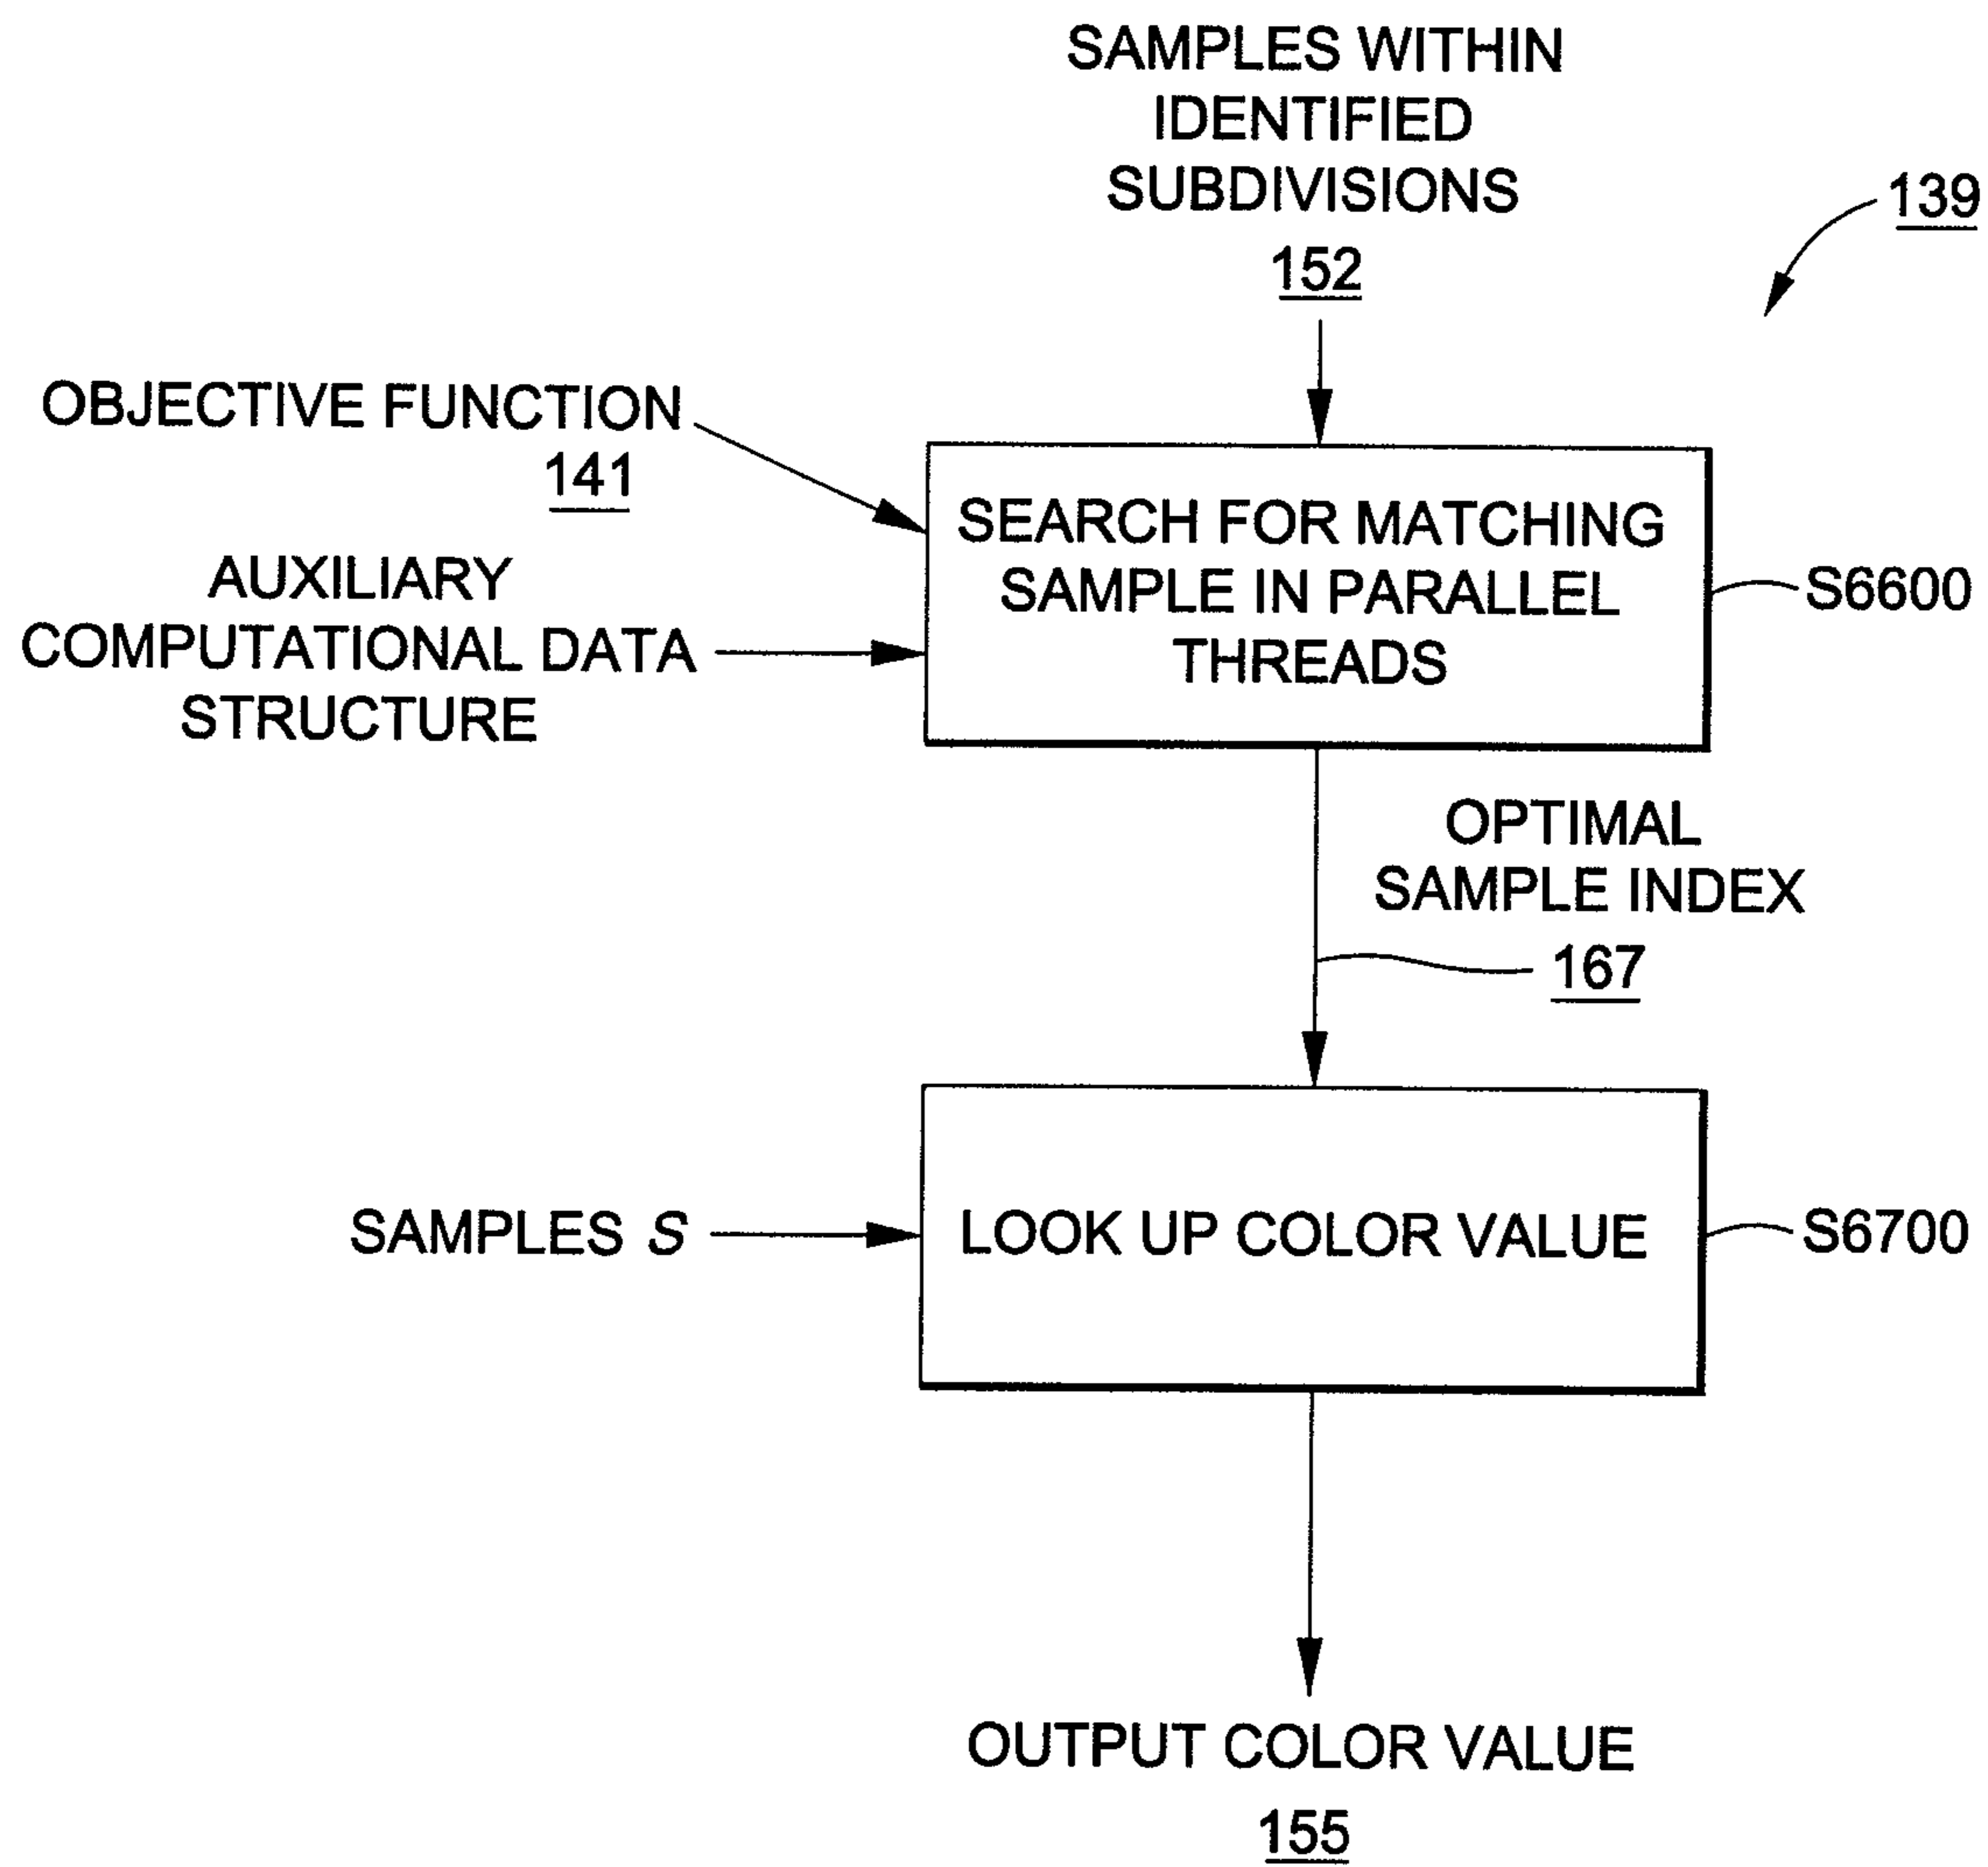 SAMPLES WITHIN
IDENTIFIED
SUBDIVISIONS
152
139
OBJECTIVE FUNCTION
141
AUXILIARY
COMPUTATIONAL DATA
STRUCTURE
SEARCH FOR MATCHING
SAMPLE IN PARALLEL
THREADS
S6600
OPTIMAL
SAMPLE INDEX
167
SAMPLES S
LOOK UP COLOR VALUE
S6700
OUTPUT COLOR VALUE
155